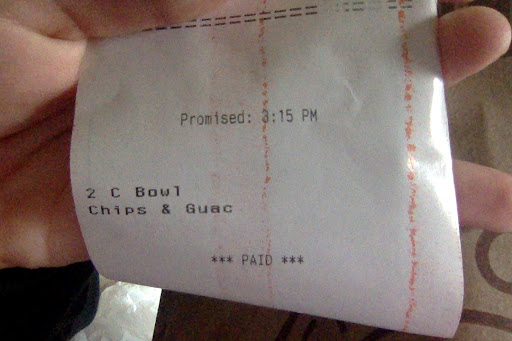 Promised: 3:15 PM
2 C Bowl
Chips & Guac
*** PAID ***